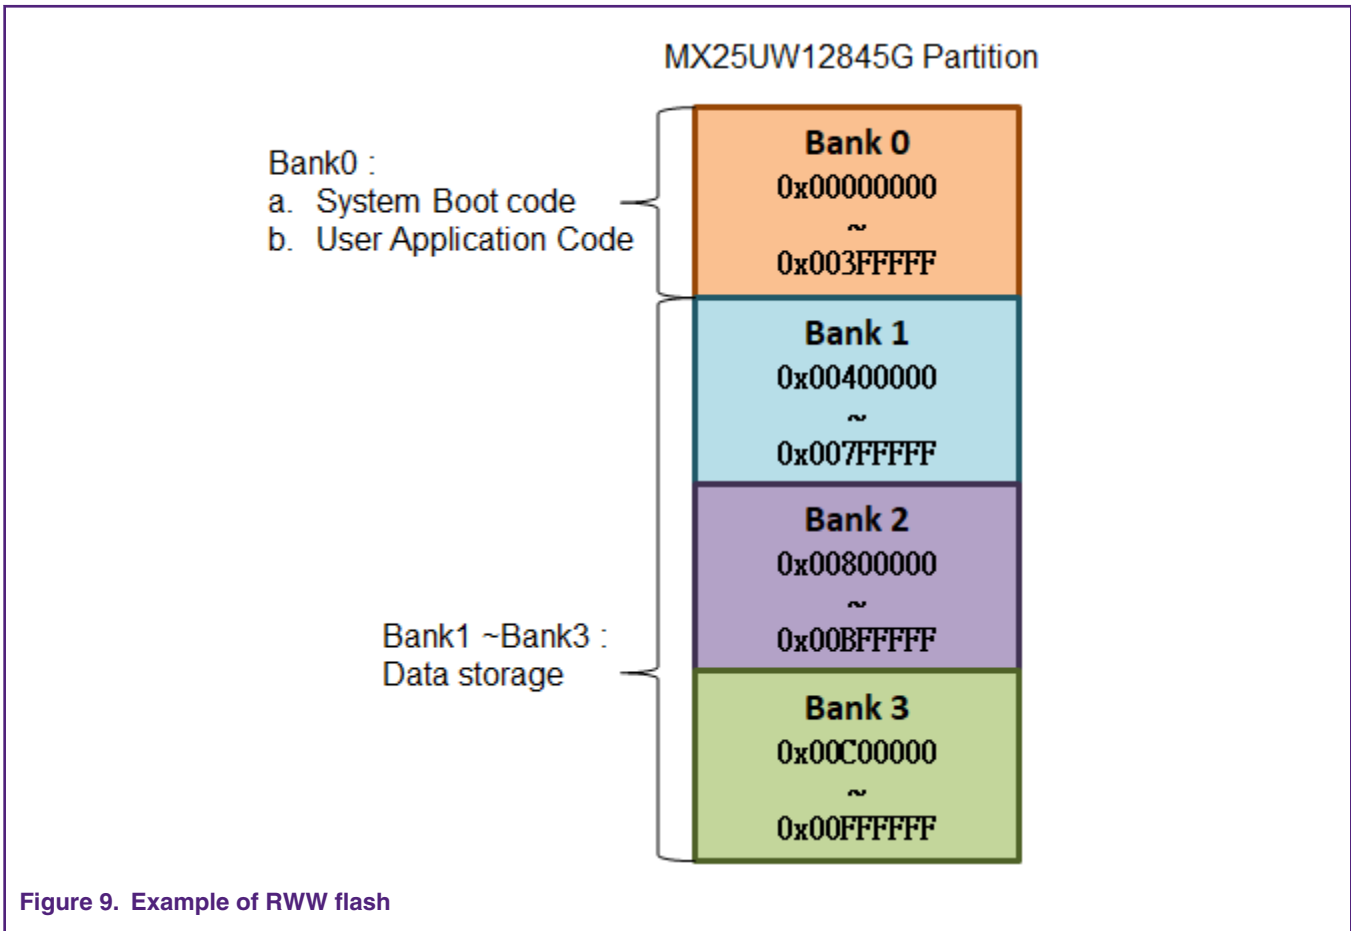 MX25UW12845G Partition
Bank0 :
a. System Boot code
b. User Application Code
Bank 0
0x00000000
~
0x003FFFFF
Bank 1
0x00400000
~
0x007FFFFF
Bank 2
0x00800000
~
0x00BFFFFF
Bank1 ~Bank3 :
Data storage
Bank 3
0x00C00000
~
0x00FFFFFF
Figure 9. Example of RWW flash